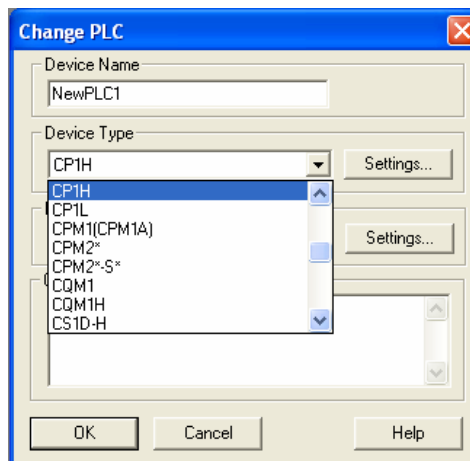 Change PLC
Device Name
NewPLC1
Device Type
CP1H
Settings...
CP1H
CP1L
CPM1(CPM1A)
CPM2*
CPM2*-S*
CQM1
CQM1H
CS1D-H
Settings...
OK
Cancel
Help